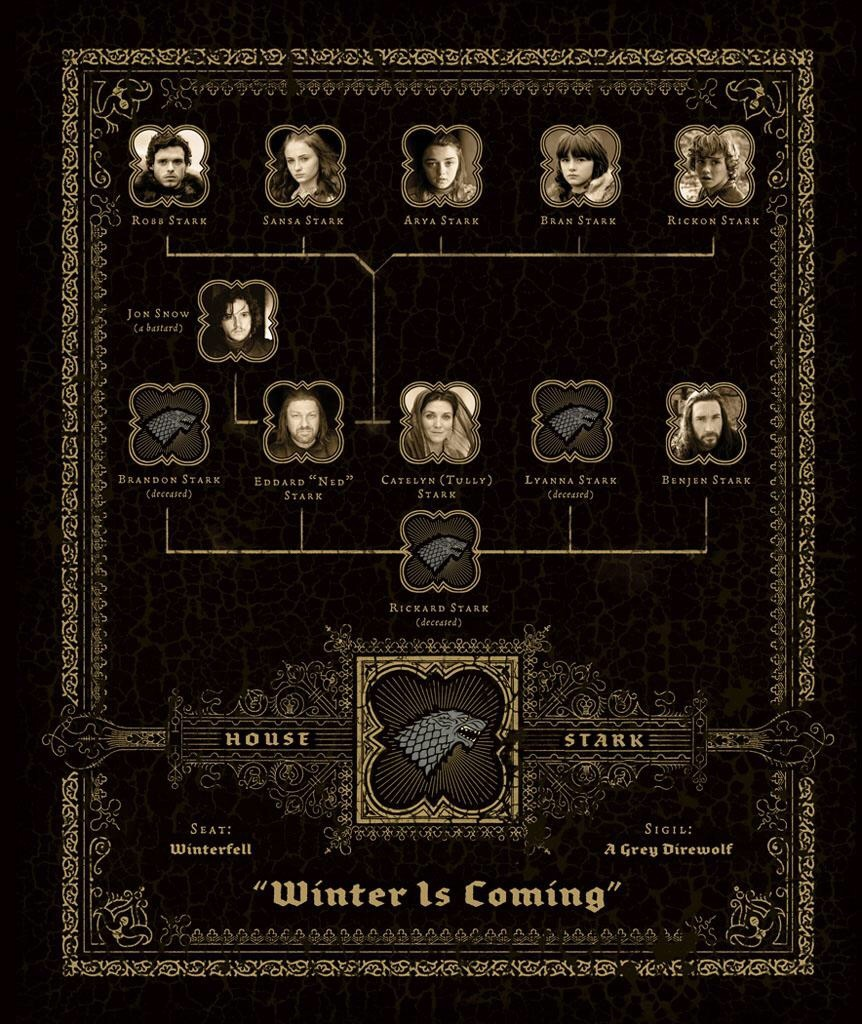 Robb Stark
Sansa Stark
Arya Stark
Bran Stark
Rickon Stark
Jon Snow
(a bastard)
Brandon Stark
(deceased)
Eddard “Ned”
Stark
Catelyn (Tully)
Stark
Lyanna Stark
(deceased)
Benjen Stark
Rickard Stark
(deceased)
HOUSE STARK
Seat:
Winterfell
Sigil:
A Grey Direwolf
“Winter Is Coming”